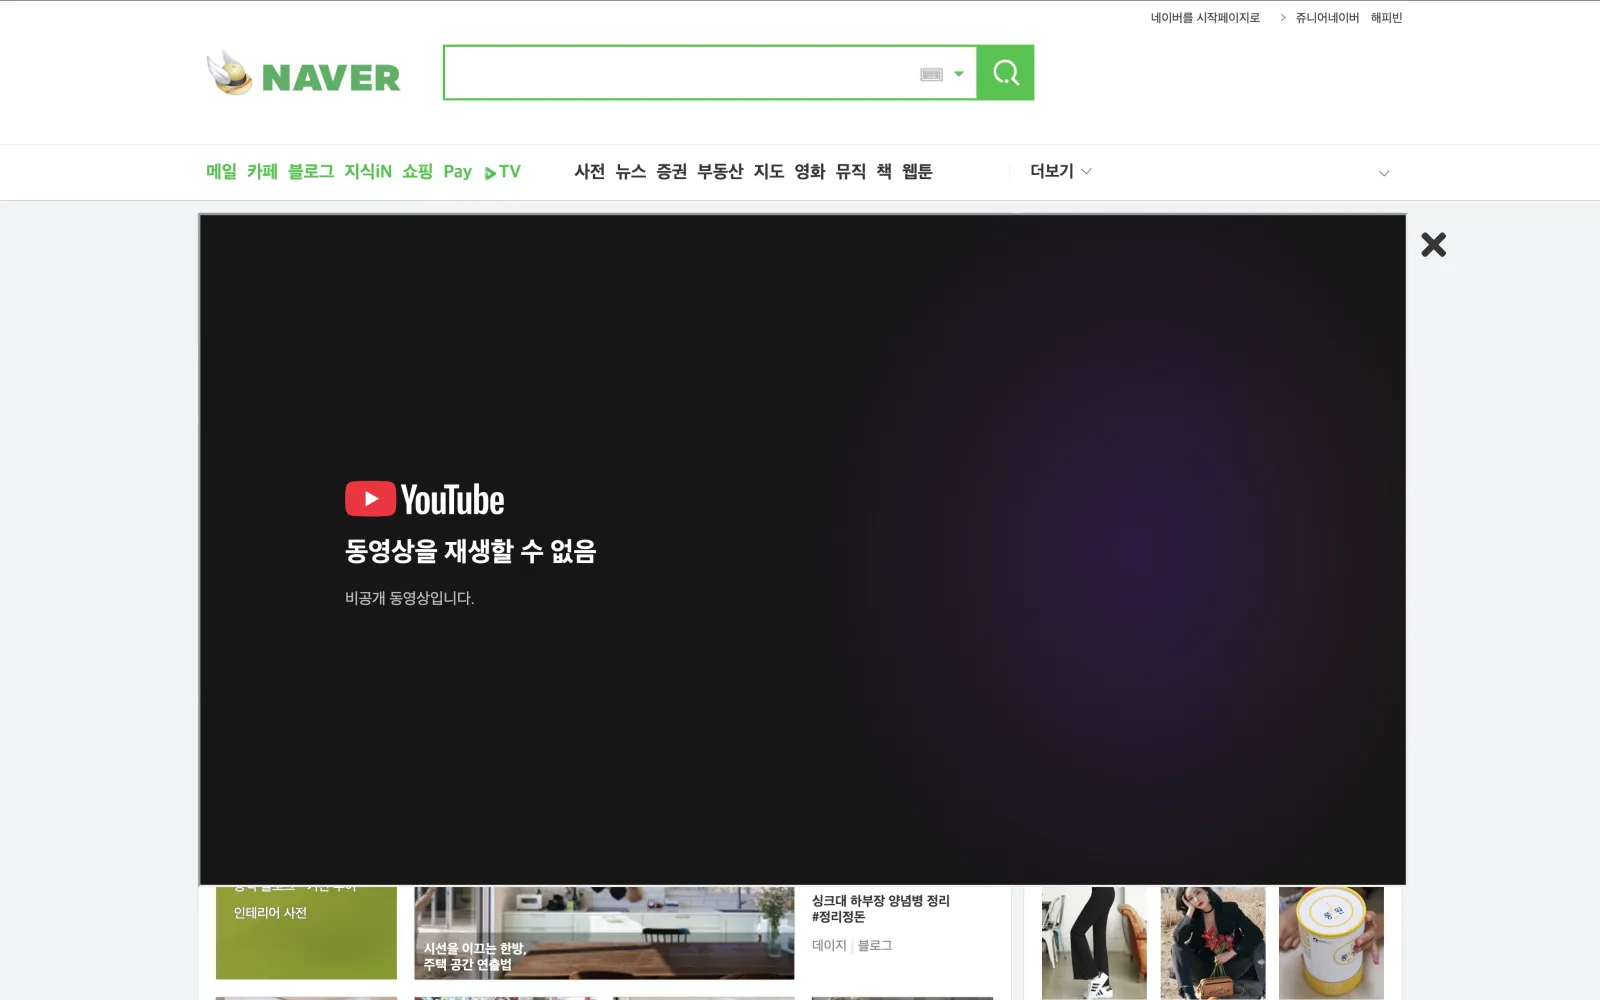 네이버를 시작페이지로 쥬니어네이버 해피빈
NAVER
메일 카페 블로그 지식iN 쇼핑 Pay TV 사전 뉴스 증권 부동산 지도 영화 뮤직 책 웹툰 더보기
YouTube
동영상을 재생할 수 없음
비공개 동영상입니다.
인테리어 사전
시선을 이끄는 한방,
주택 공간 연출법
싱크대 하부장 양념병 정리
#정리정돈
데이지 | 블로그
동원